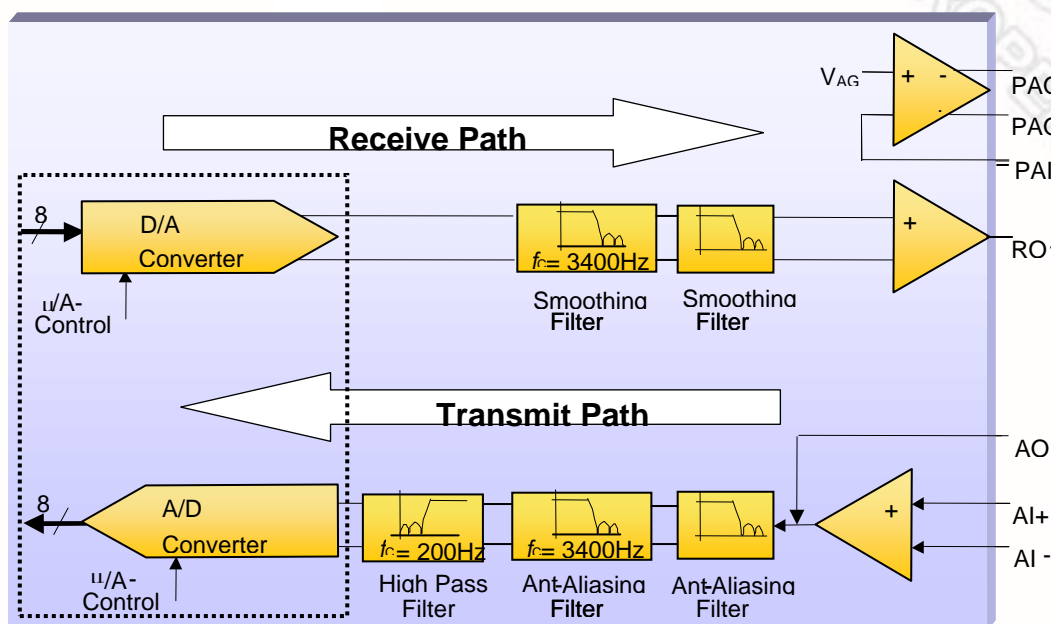 V AG
+ -
PAO
PAO
PAI
Receive Path
8
D/A
Converter
fc= 3400Hz
+
RO
µ/A-
Control
Smoothing
Filter
Smoothing
Filter
Transmit Path
AO
8
A/D
Converter
fc= 200Hz
fc= 3400Hz
+
AI+
AI -
µ/A-
Control
High Pass
Filter
Ant-Aliasing
Filter
Ant-Aliasing
Filter